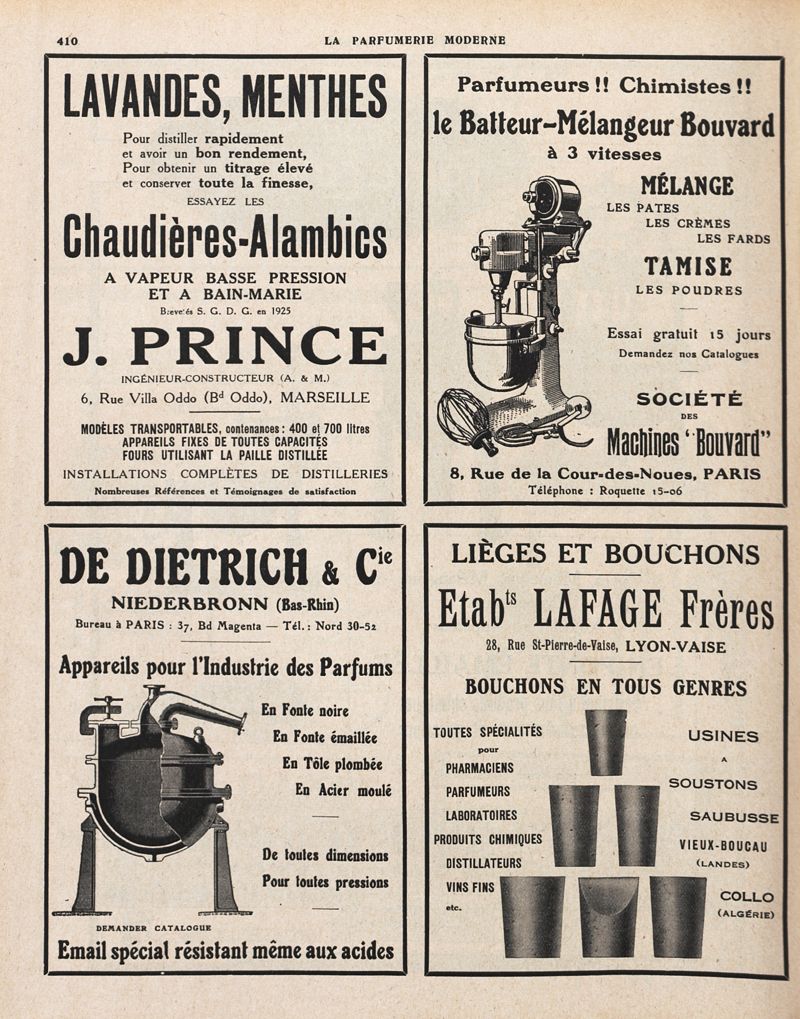 410
LA PARFUMERIE MODERNE
LAVANDES, MENTHES
Pour distiller rapidement
et avoir un bon rendement,
Pour obtenir un titrage élevé
et conserver toute la finesse,
ESSAYEZ LES
Chaudières-Alambics
A VAPEUR BASSE PRESSION
ET A BAIN-MARIE
Brevetés S. G. D. G. en 1925
J. PRINCE
INGÉNIEUR-CONSTRUCTEUR (A. & M.)
6, Rue Villa Oddo (Bd Oddo), MARSEILLE
MODÈLES TRANSPORTABLES, contenances : 400 et 700 litres
APPAREILS FIXES DE TOUTES CAPACITÉS
FOURS UTILISANT LA PAILLE DISTILLÉE
INSTALLATIONS COMPLÈTES DE DISTILLERIES
Nombreuses Références et Témoignages de satisfaction
Parfumeurs !! Chimistes !!
le Batteur-Mélangeur Bouvard
à 3 vitesses
MÉLANGE
LES PATES
LES CRÈMES
LES FARDS
TAMISE
LES POUDRES
Essai gratuit 15 jours
Demandez nos Catalogues
SOCIÉTÉ
DES
Machines "Bouvard"
8, Rue de la Cour-des-Noues, PARIS
Téléphone : Roquette 15-06
DE DIETRICH & Cie
NIEDERBRONN (Bas-Rhin)
Bureau à PARIS : 37, Bd Magenta — Tél. : Nord 30-52
Appareils pour l'Industrie des Parfums
En Fonte noire
En Fonte émaillée
En Tôle plombée
En Acier moulé
De toutes dimensions
Pour toutes pressions
DEMANDER CATALOGUE
Email spécial résistant même aux acides
LIÈGES ET BOUCHONS
Etabts LAFAGE Frères
28, Rue St-Pierre-de-Vaise, LYON-VAISE
BOUCHONS EN TOUS GENRES
TOUTES SPÉCIALITÉS
pour
PHARMACIENS
PARFUMEURS
LABORATOIRES
PRODUITS CHIMIQUES
DISTILLATEURS
VINS FINS
etc.
USINES
A
SOUSTONS
SAUBUSSE
VIEUX-BOUCAU
(LANDES)
COLLO
(ALGÉRIE)